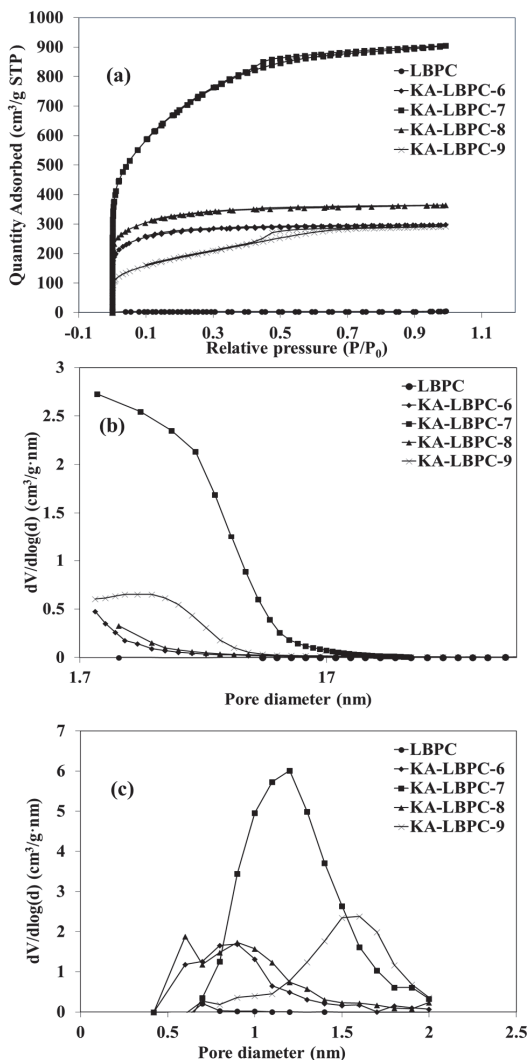 1000
900
800
700
600
500
400
300
200
100
0
Quantity Adsorbed (cm³/g STP)
(a)
LBPC
KA-LBPC-6
KA-LBPC-7
KA-LBPC-8
KA-LBPC-9
-0.1 0.1 0.3 0.5 0.7 0.9 1.1
Relative pressure (P/P₀)
3
2.5
2
1.5
1
0.5
0
dV/dlog(d) (cm³/g·nm)
(b)
LBPC
KA-LBPC-6
KA-LBPC-7
KA-LBPC-8
KA-LBPC-9
1.7 17
Pore diameter (nm)
7
6
5
4
3
2
1
0
dV/dlog(d) (cm³/g·nm)
(c)
LBPC
KA-LBPC-6
KA-LBPC-7
KA-LBPC-8
KA-LBPC-9
0 0.5 1 1.5 2 2.5
Pore diameter (nm)